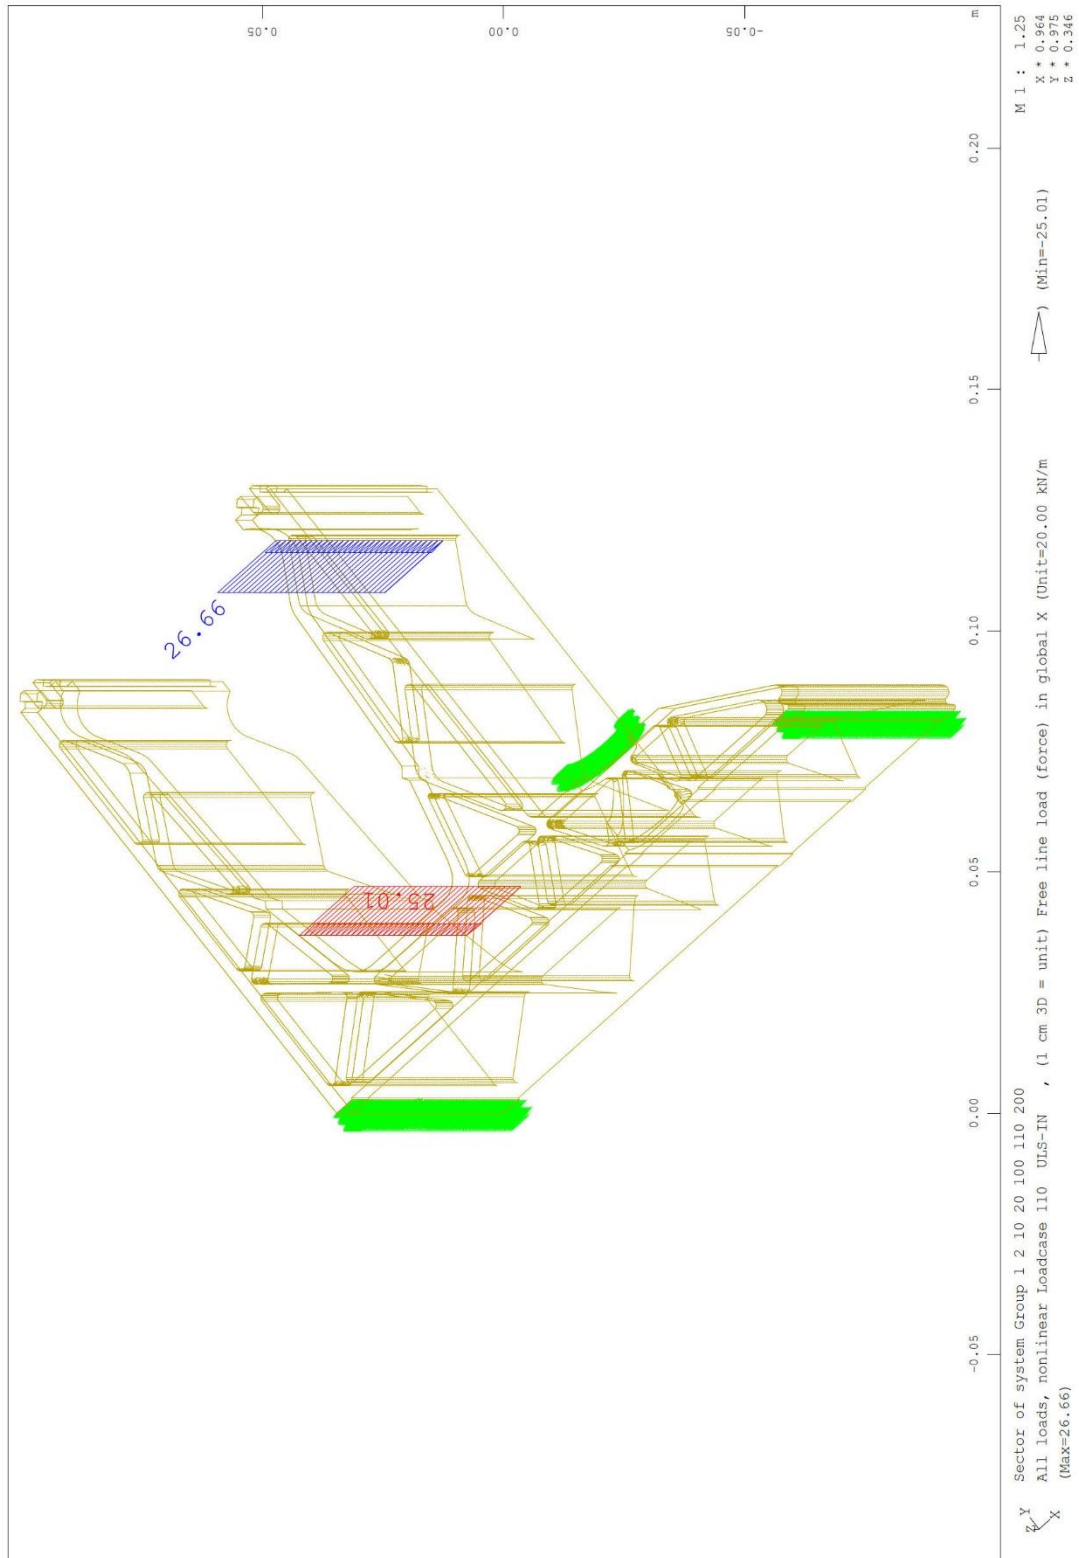 0.05
0.00
-0.05
m
-0.05
0.00
0.05
0.10
0.15
0.20
26.66
25.01
M 1 : 1.25
X * 0.964
Y * 0.975
Z * 0.346
Z Y
X
Sector of system Group 1 2 10 20 100 110 200
All loads, nonlinear Loadcase 110 ULS-IN , (1 cm 3D = unit) Free line load (force) in global X (Unit=20.00 kN/m ) (Min=-25.01)
(Max=26.66)